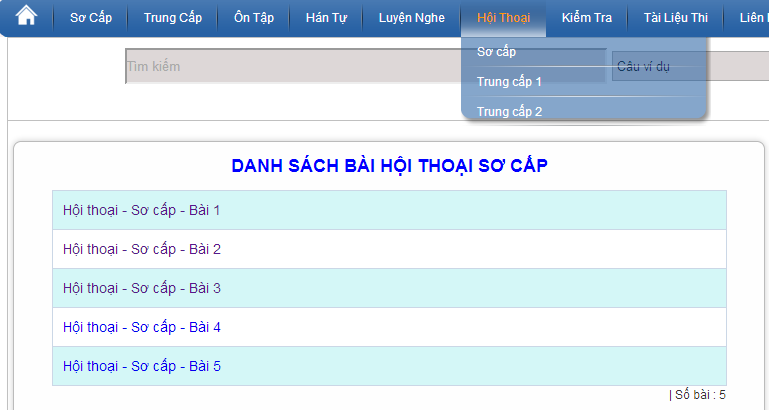 Sơ Cấp Trung Cấp Ôn Tập Hán Tự Luyện Nghe Hội Thoại Kiểm Tra Tài Liệu Thi Liên
Sơ cấp
Tìm kiếm Câu ví dụ
Trung cấp 1
Trung cấp 2
DANH SÁCH BÀI HỘI THOẠI SƠ CẤP
Hội thoại - Sơ cấp - Bài 1
Hội thoại - Sơ cấp - Bài 2
Hội thoại - Sơ cấp - Bài 3
Hội thoại - Sơ cấp - Bài 4
Hội thoại - Sơ cấp - Bài 5
| Số bài : 5